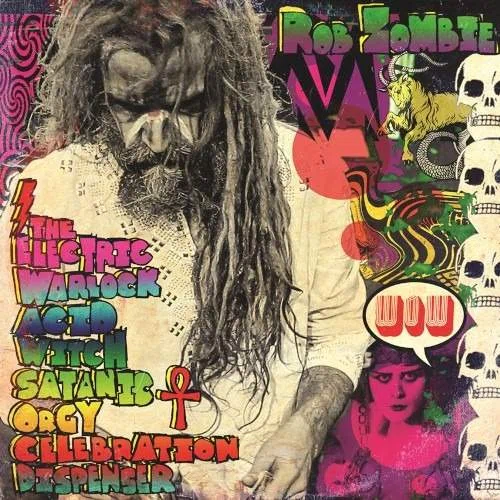 ROB ZOMBIE
THE
ELECTRIC
WARLOCK
ACID
WITCH
SATANIC
ORGY
CELEBRATION
DISPENSER
WOW